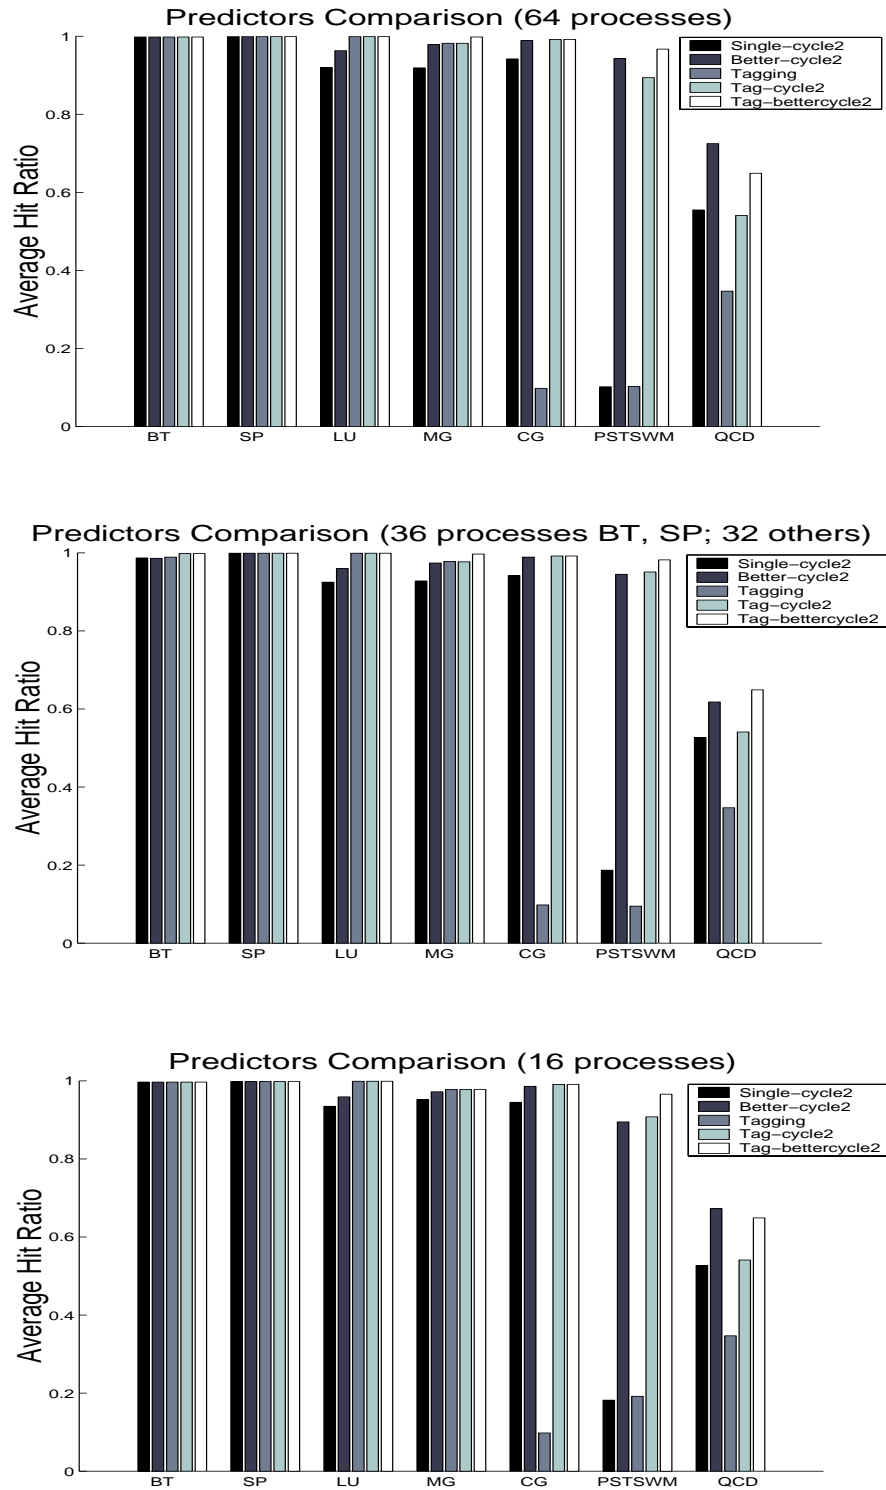 Predictors Comparison (64 processes)
1
0.8
0.6
0.4
0.2
0
Average Hit Ratio
Single−cycle2
Better−cycle2
Tagging
Tag−cycle2
Tag−bettercycle2
BT SP LU MG CG PSTSWM QCD
Predictors Comparison (36 processes BT, SP; 32 others)
1
0.8
0.6
0.4
0.2
0
Average Hit Ratio
Single−cycle2
Better−cycle2
Tagging
Tag−cycle2
Tag−bettercycle2
BT SP LU MG CG PSTSWM QCD
Predictors Comparison (16 processes)
1
0.8
0.6
0.4
0.2
0
Average Hit Ratio
Single−cycle2
Better−cycle2
Tagging
Tag−cycle2
Tag−bettercycle2
BT SP LU MG CG PSTSWM QCD